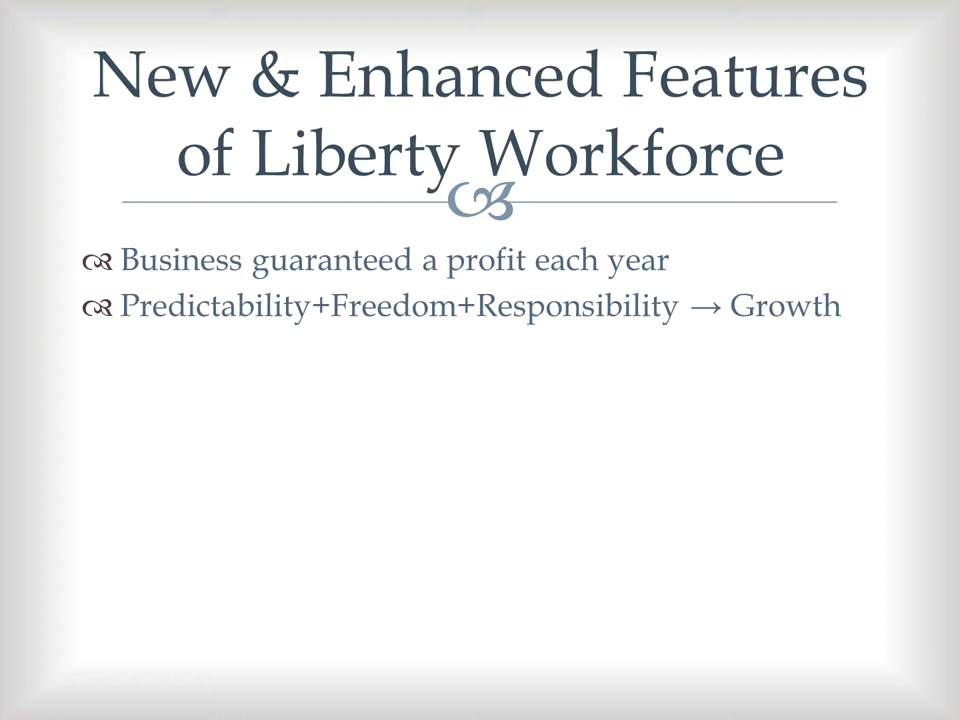 New & Enhanced Features
of Liberty Workforce
Business guaranteed a profit each year
Predictability+Freedom+Responsibility → Growth